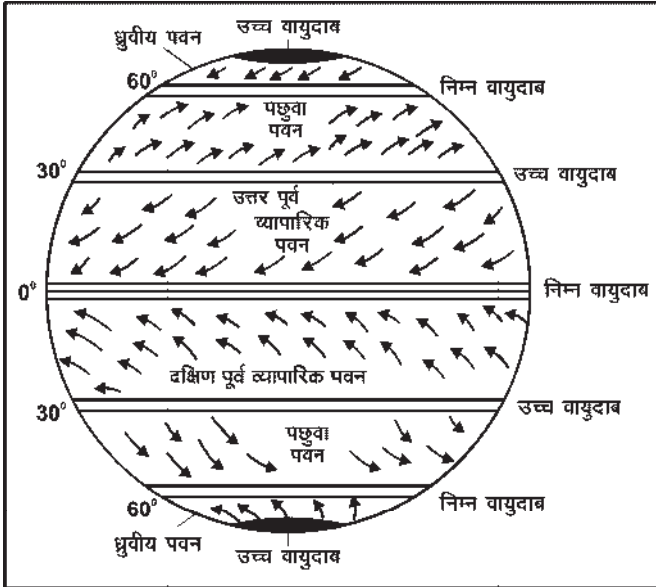 उच्च वायुदाब
ध्रुवीय पवन
60°
निम्न वायुदाब
पछुवा
पवन
30°
उच्च वायुदाब
उत्तर पूर्व
व्यापारिक
पवन
0°
निम्न वायुदाब
दक्षिण पूर्व व्यापारिक पवन
30°
उच्च वायुदाब
पछुवा
पवन
60°
निम्न वायुदाब
ध्रुवीय पवन
उच्च वायुदाब